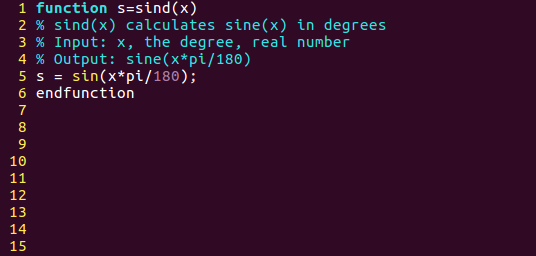 1 function s=sind(x)
2 % sind(x) calculates sine(x) in degrees
3 % Input: x, the degree, real number
4 % Output: sine(x*pi/180)
5 s = sin(x*pi/180);
6 endfunction
7
8
9
10
11
12
13
14
15